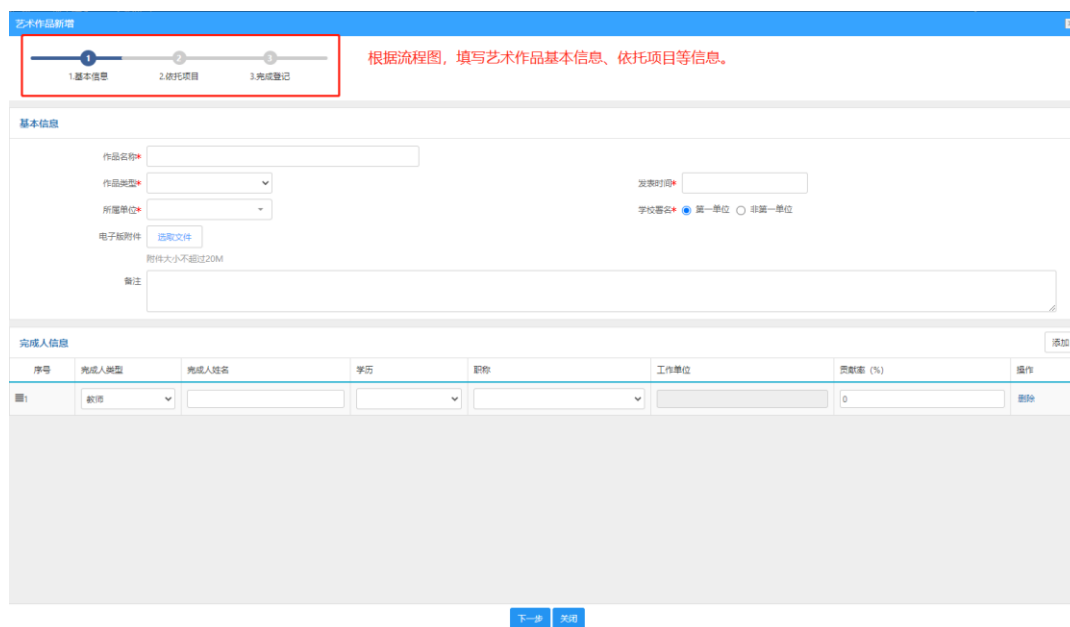 艺术作品新增
1 2 3
1.基本信息 2.依托项目 3.完成登记
根据流程图，填写艺术作品基本信息、依托项目等信息。
基本信息
作品名称*
作品类型* 发表时间*
所属单位* 学校署名* 第一单位 非第一单位
电子版附件 选取文件
附件大小不超过20M
备注
完成人信息 添加
序号 完成人类型 完成人姓名 学历 职称 工作单位 贡献率（%） 操作
1 教师 0 删除
下一步 关闭